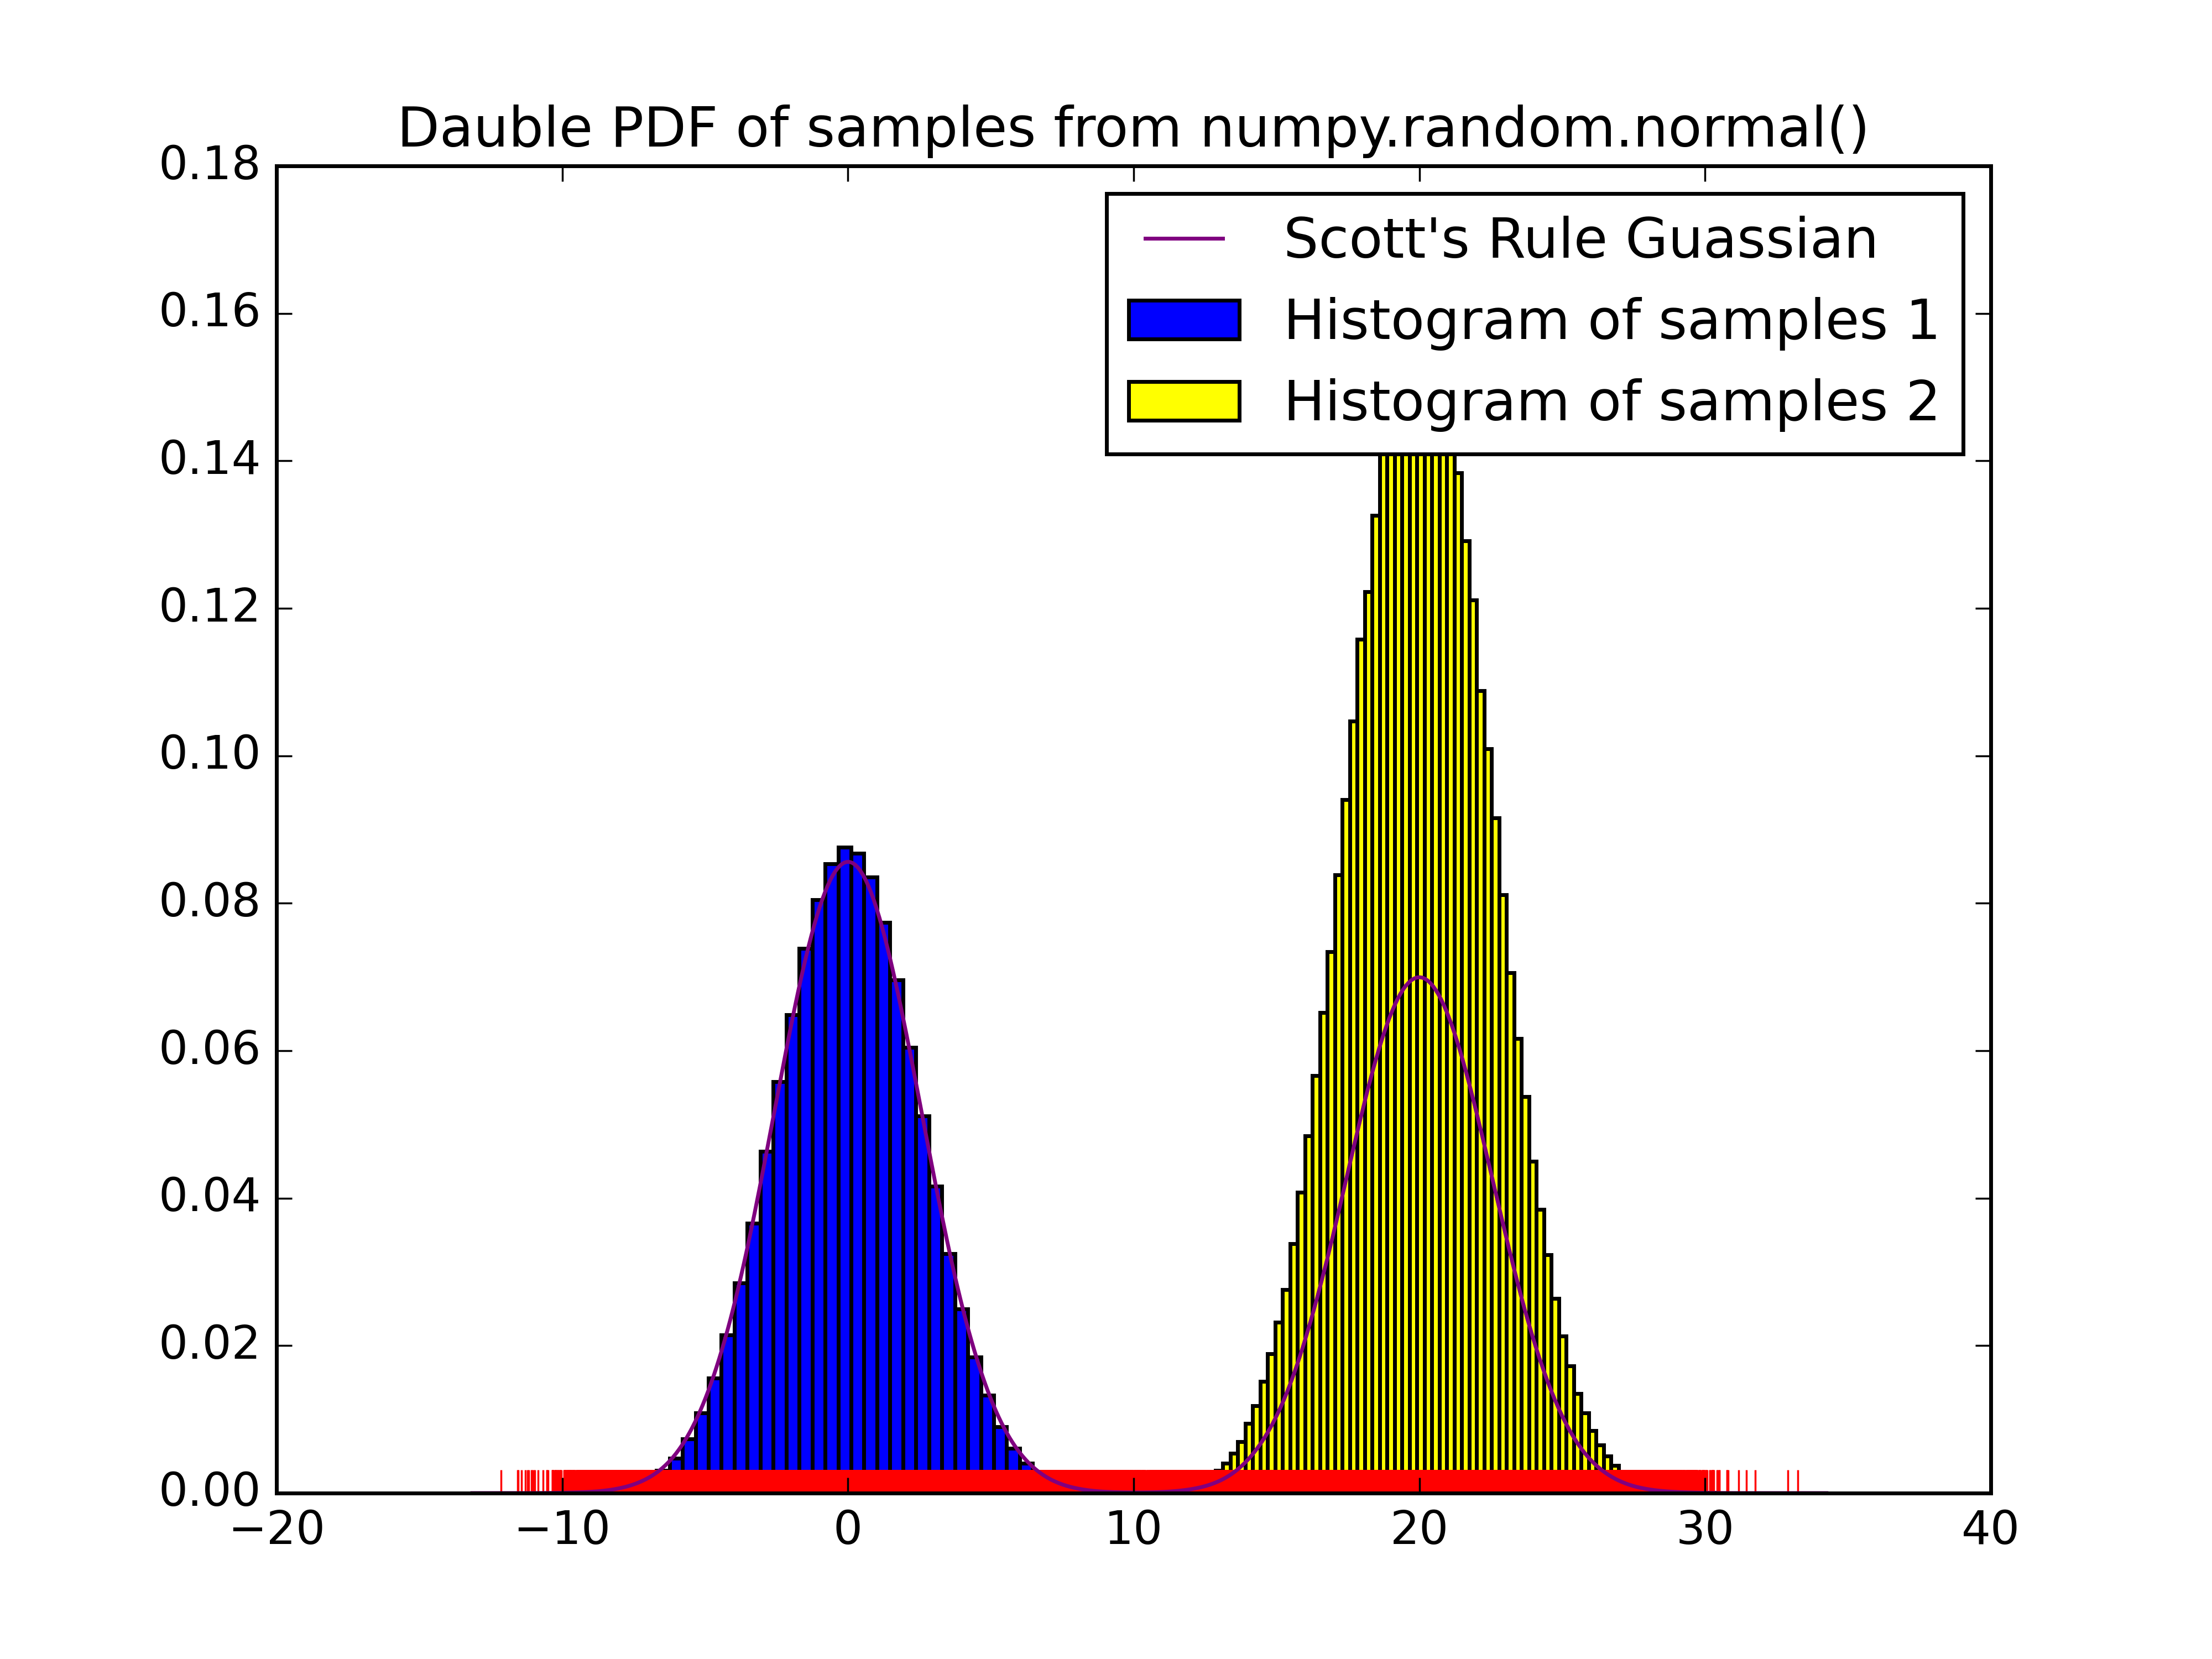 Dauble PDF of samples from numpy.random.normal()
0.18
Scott's Rule Guassian
0.16
Histogram of samples 1
Histogram of samples 2
0.14
0.12
0.10
0.08
0.06
0.04
0.02
0.00
−20 −10 0 10 20 30 40